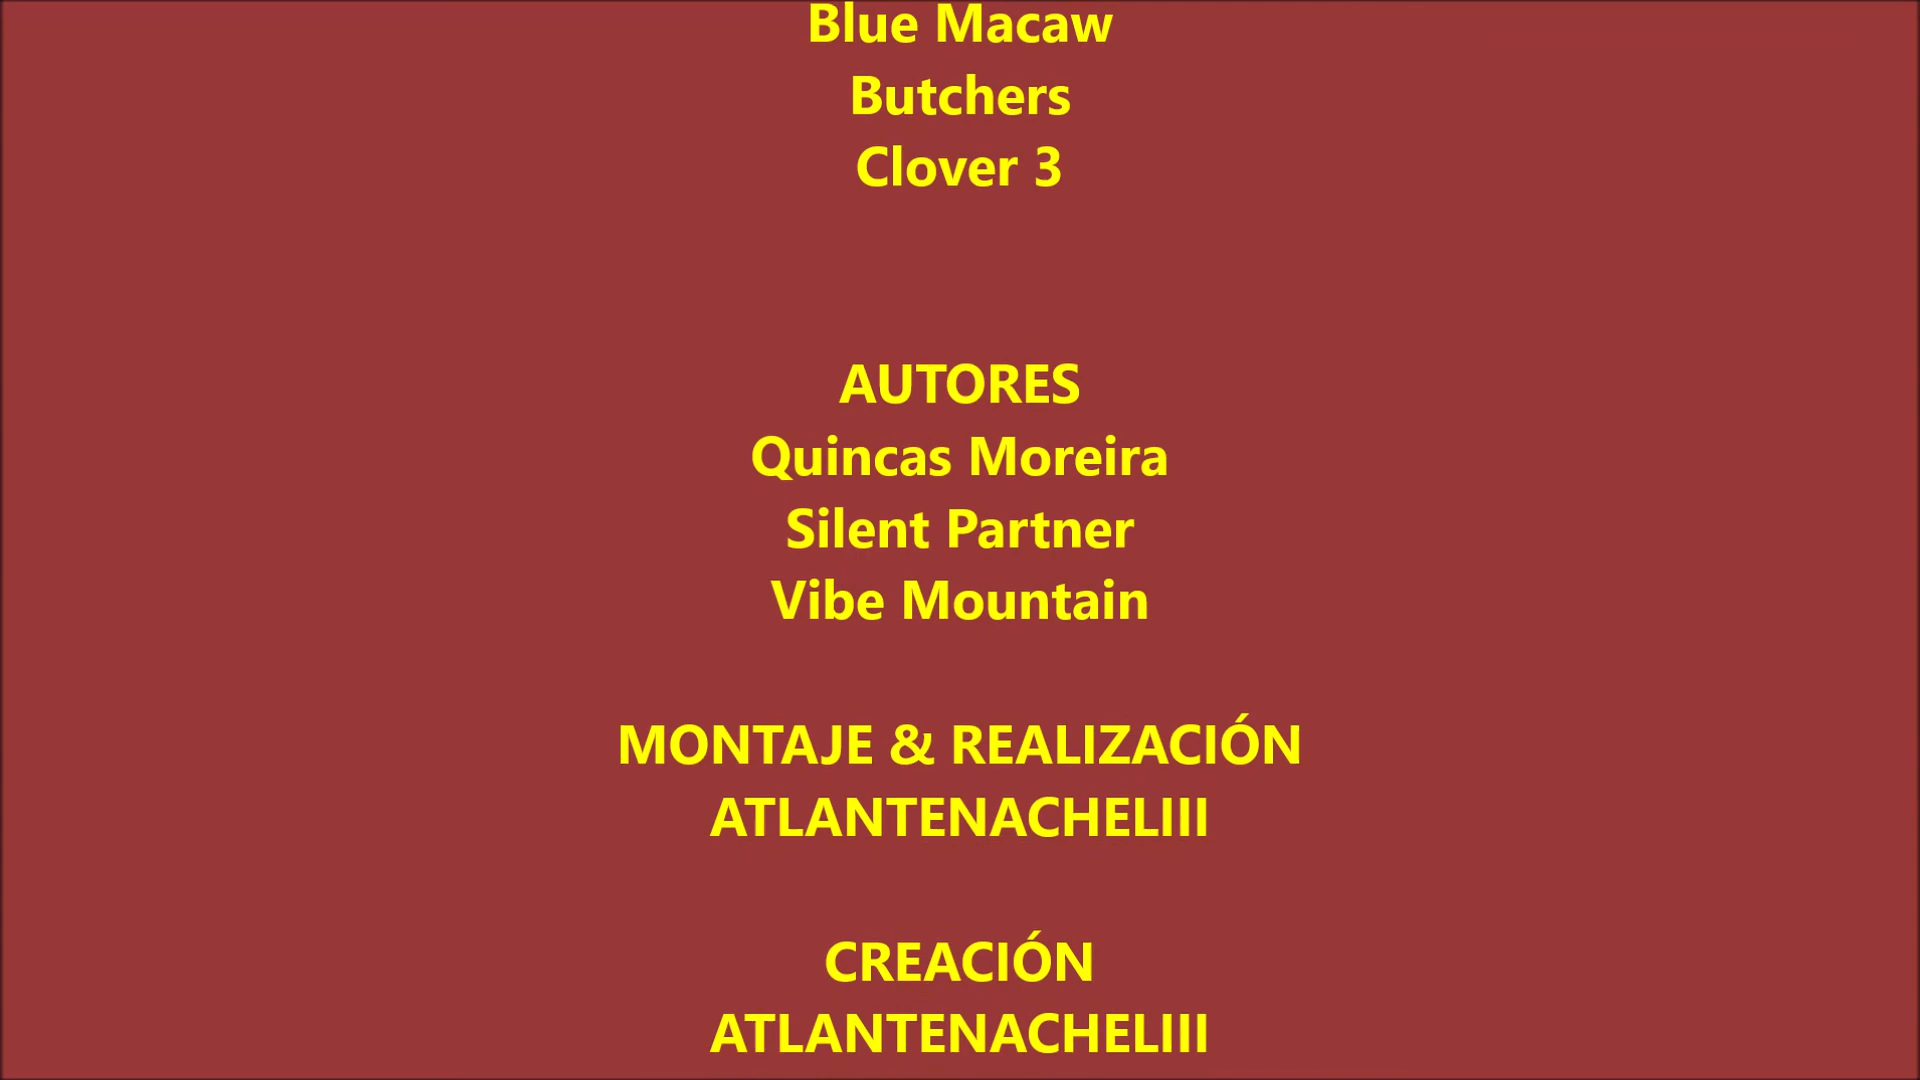 Blue Macaw
Butchers
Clover 3
AUTORES
Quincas Moreira
Silent Partner
Vibe Mountain
MONTAJE & REALIZACIÓN
ATLANTENACHELIII
CREACIÓN
ATLANTENACHELIII